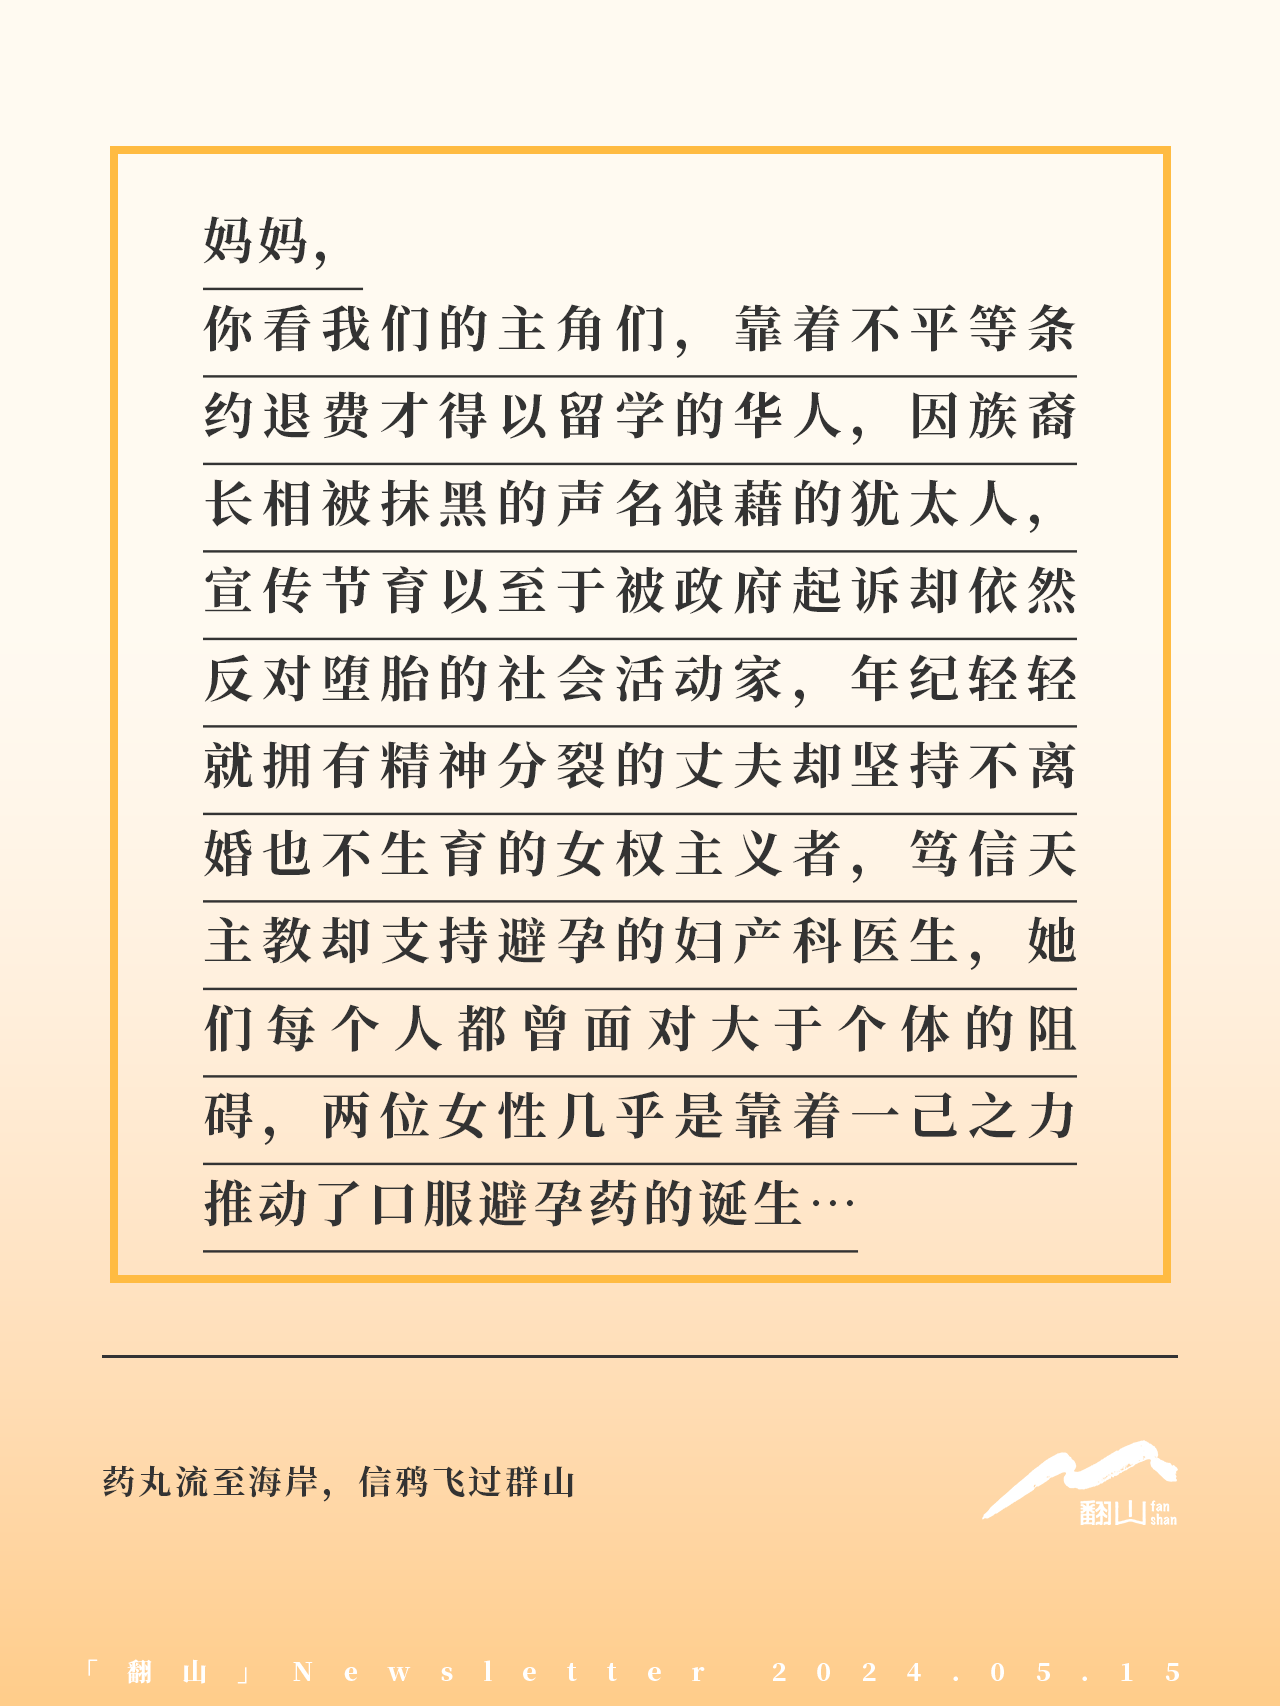 妈妈，
你看我们的主角们，靠着不平等条
约退费才得以留学的华人，因族裔
长相被抹黑的声名狼藉的犹太人，
宣传节育以至于被政府起诉却依然
反对堕胎的社会活动家，年纪轻轻
就拥有精神分裂的丈夫却坚持不离
婚也不生育的女权主义者，笃信天
主教却支持避孕的妇产科医生，她
们每个人都曾面对大于个体的阻
碍，两位女性几乎是靠着一己之力
推动了口服避孕药的诞生…
药丸流至海岸，信鸦飞过群山
翻山 fan shan
「翻山」Newsletter 2024.05.15